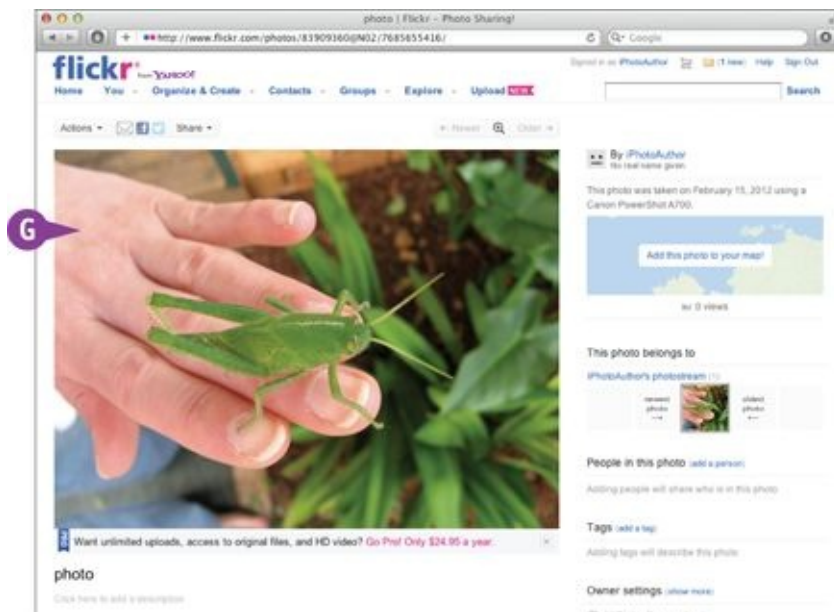 photo | Flickr - Photo Sharing!
http://www.flickr.com/photos/83909360@N02/7685655416/
Google
flickr from YAHOO!
Signed in as iPhotoAuthor (1 new) Help Sign Out
Home You Organize & Create Contacts Groups Explore Upload NEW
Search
Actions Share
Newer Older
G
By iPhotoAuthor
No real name given
This photo was taken on February 15, 2012 using a
Canon PowerShot A700.
Add this photo to your map!
0 views
This photo belongs to
iPhotoAuthor's photostream (1)
newest
photo
oldest
photo
People in this photo (add a person)
Adding people will share who is in this photo
Tags (add a tag)
Adding tags will describe this photo
PRO Want unlimited uploads, access to original files, and HD video? Go Pro! Only $24.95 a year.
photo
Click here to add a description
Owner settings (show more)